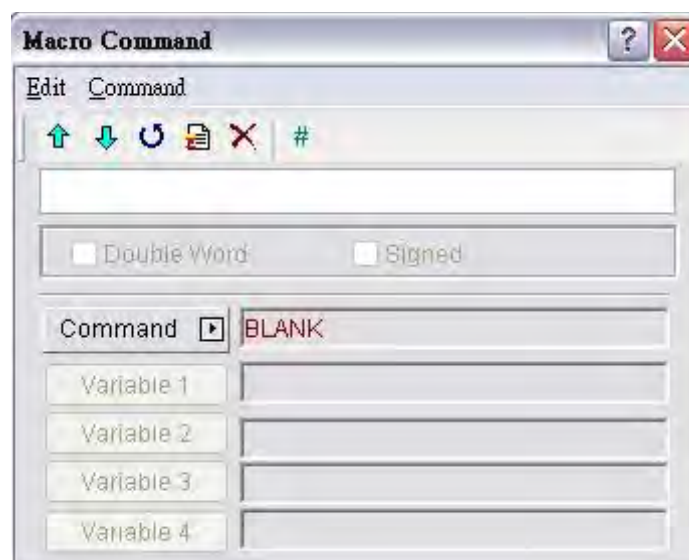 Macro Command
Edit Command
#
Double Word Signed
Command BLANK
Variable 1
Variable 2
Variable 3
Variable 4